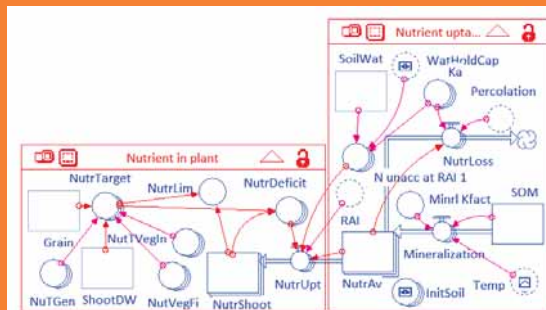 Nutrient upta...
SoilWat
WatHoldCap
Ka
Percolation
Nutrient in plant
NutrTarget
NutrLim
NutrDeficit
N unacc at RAI 1
NutrLoss
Minrl Kfact
SOM
Grain
NutTVegIn
RAI
Mineralization
NuTGen
ShootDW
NutVegFi
NutrShoot
NutrUpt
NutrAv
InitSoil
Temp